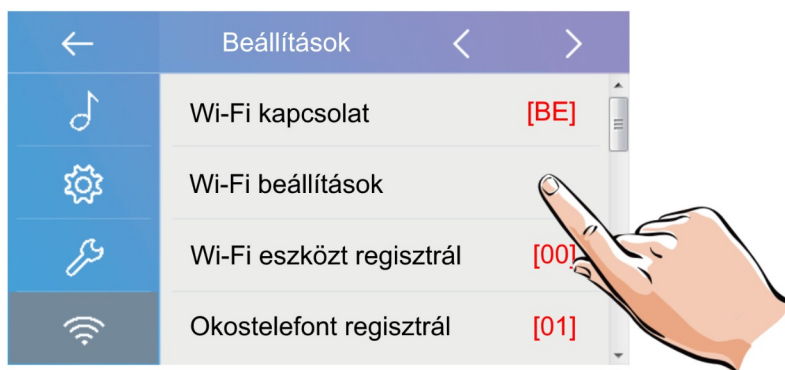 Beállítások
Wi-Fi kapcsolat [BE]
Wi-Fi beállítások
Wi-Fi eszközt regisztrál [00]
Okostelefont regisztrál [01]